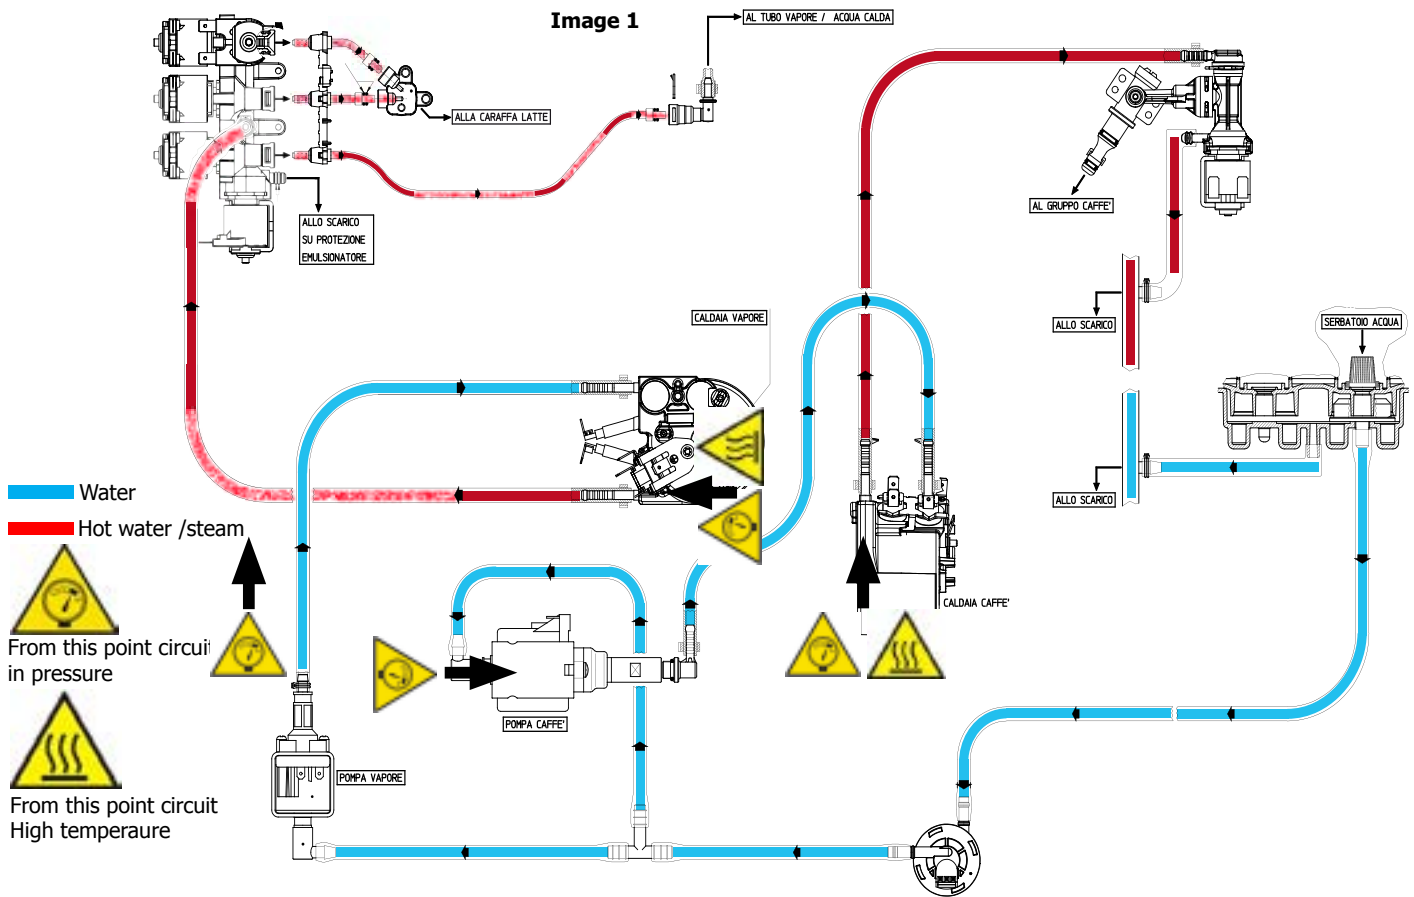 Image 1
AL TUBO VAPORE / ACQUA CALDA
ALLA CARAFFA LATTE
ALLO SCARICO
SU PROTEZIONE
EMULSIONATORE
AL GRUPPO CAFFE'
ALLO SCARICO
CALDAIA VAPORE
SERBATOIO ACQUA
ALLO SCARICO
Water
Hot water /steam
From this point circuit
in pressure
CALDAIA CAFFE'
POMPA CAFFE'
POMPA VAPORE
From this point circuit
High temperaure